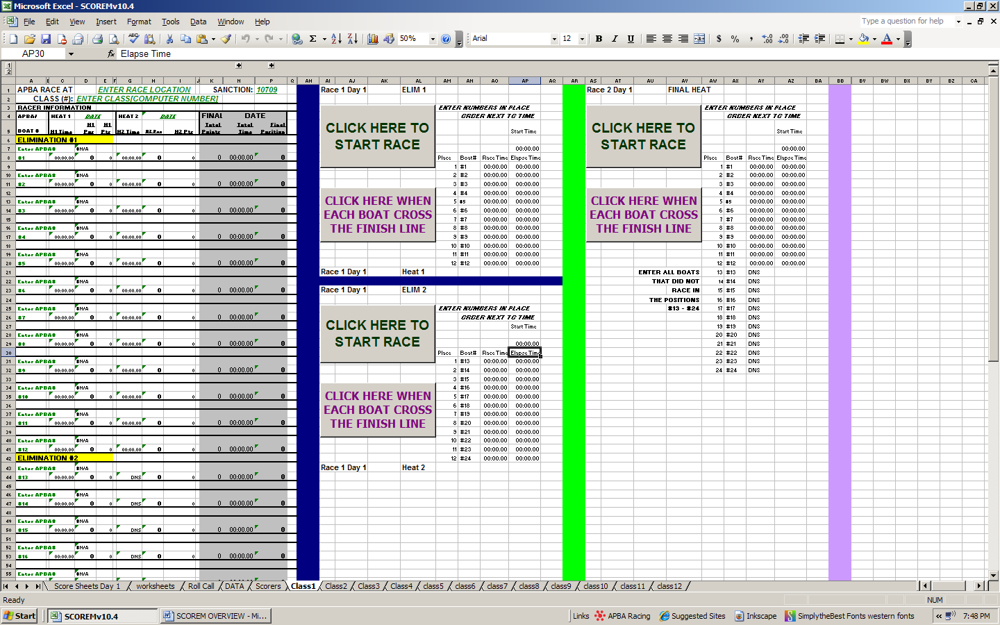 Microsoft Excel - SCOREMv10.4
File Edit View Insert Format Tools Data Window Help
Type a question for help
50%
Arial
12
AP30
fx Elapse Time
APBA RACE AT ENTER RACE LOCATION SANCTION: 10709
CLASS (#): ENTER CLASS[COMPUTER NUMBER]
RACER INFORMATION
APBA# HEAT 1 DATE HEAT 2 DATE FINAL DATE
BOAT # H1 Time H1 Pos H1 Pts H2 Time H2 Pos H2 Pts Total Points Total Time Final Position
ELIMINATION #1
Enter APBA# #N/A
#1 00:00.00 0 0 00:00.00 0 0 0 00:00.00 0
Enter APBA# #N/A
#2 00:00.00 0 0 00:00.00 0 0 0 00:00.00 0
Enter APBA# #N/A
#3 00:00.00 0 0 00:00.00 0 0 0 00:00.00 0
Enter APBA# #N/A
#4 00:00.00 0 0 00:00.00 0 0 0 00:00.00 0
Enter APBA# #N/A
#5 00:00.00 0 0 00:00.00 0 0 0 00:00.00 0
Enter APBA# #N/A
#6 00:00.00 0 0 00:00.00 0 0 0 00:00.00 0
Enter APBA# #N/A
#7 00:00.00 0 0 00:00.00 0 0 0 00:00.00 0
Enter APBA# #N/A
#8 00:00.00 0 0 00:00.00 0 0 0 00:00.00 0
Enter APBA# #N/A
#9 00:00.00 0 0 00:00.00 0 0 0 00:00.00 0
Enter APBA# #N/A
#10 00:00.00 0 0 00:00.00 0 0 0 00:00.00 0
Enter APBA# #N/A
#11 00:00.00 0 0 00:00.00 0 0 0 00:00.00 0
Enter APBA# #N/A
#12 00:00.00 0 0 00:00.00 0 0 0 00:00.00 0
ELIMINATION #2
Enter APBA# #N/A
#13 00:00.00 0 0 DNS 0 0 0 00:00.00 0
Enter APBA# #N/A
#14 00:00.00 0 0 DNS 0 0 0 00:00.00 0
Enter APBA# #N/A
#15 00:00.00 0 0 DNS 0 0 0 00:00.00 0
Enter APBA# #N/A
#16 00:00.00 0 0 DNS 0 0 0 00:00.00 0
Enter APBA# #N/A
Race 1 Day 1 ELIM 1
ENTER NUMBERS IN PLACE
ORDER NEXT TO TIME
CLICK HERE TO
START RACE
Start Time
00:00.00
Place Boat# Race Time Elapse Time
1 #1 00:00.00 00:00.00
2 #2 00:00.00 00:00.00
3 #3 00:00.00 00:00.00
4 #4 00:00.00 00:00.00
5 #5 00:00.00 00:00.00
6 #6 00:00.00 00:00.00
7 #7 00:00.00 00:00.00
8 #8 00:00.00 00:00.00
9 #9 00:00.00 00:00.00
10 #10 00:00.00 00:00.00
11 #11 00:00.00 00:00.00
12 #12 00:00.00 00:00.00
CLICK HERE WHEN
EACH BOAT CROSS
THE FINISH LINE
Race 1 Day 1 Heat 1
Race 1 Day 1 ELIM 2
ENTER NUMBERS IN PLACE
ORDER NEXT TO TIME
CLICK HERE TO
START RACE
Start Time
00:00.00
Place Boat# Race Time Elapse Time
1 #13 00:00.00 00:00.00
2 #14 00:00.00 00:00.00
3 #15 00:00.00 00:00.00
4 #16 00:00.00 00:00.00
5 #17 00:00.00 00:00.00
6 #18 00:00.00 00:00.00
7 #19 00:00.00 00:00.00
8 #20 00:00.00 00:00.00
9 #21 00:00.00 00:00.00
10 #22 00:00.00 00:00.00
11 #23 00:00.00 00:00.00
12 #24 00:00.00 00:00.00
CLICK HERE WHEN
EACH BOAT CROSS
THE FINISH LINE
Race 1 Day 1 Heat 2
Race 2 Day 1 FINAL HEAT
ENTER NUMBERS IN PLACE
ORDER NEXT TO TIME
CLICK HERE TO
START RACE
Start Time
00:00.00
Place Boat# Race Time Elapse Time
1 #1 00:00.00 00:00.00
2 #2 00:00.00 00:00.00
3 #3 00:00.00 00:00.00
4 #4 00:00.00 00:00.00
5 #5 00:00.00 00:00.00
6 #6 00:00.00 00:00.00
7 #7 00:00.00 00:00.00
8 #8 00:00.00 00:00.00
9 #9 00:00.00 00:00.00
10 #10 00:00.00 00:00.00
11 #11 00:00.00 00:00.00
12 #12 00:00.00 00:00.00
CLICK HERE WHEN
EACH BOAT CROSS
THE FINISH LINE
ENTER ALL BOATS
THAT DID NOT
RACE IN
THE POSITIONS
#13 - #24
13 #13 DNS
14 #14 DNS
15 #15 DNS
16 #16 DNS
17 #17 DNS
18 #18 DNS
19 #19 DNS
20 #20 DNS
21 #21 DNS
22 #22 DNS
23 #23 DNS
24 #24 DNS
Score Sheets Day 1 worksheets Roll Call DATA Scorers Class1 Class2 Class3 Class4 class5 class6 class7 class8 class9 class10 class11 class12
Ready
NUM
Start SCOREMv10.4 SCOREM OVERVIEW - Mi... Links APBA Racing Suggested Sites Inkscape SimplytheBest Fonts western fonts « 7:48 PM